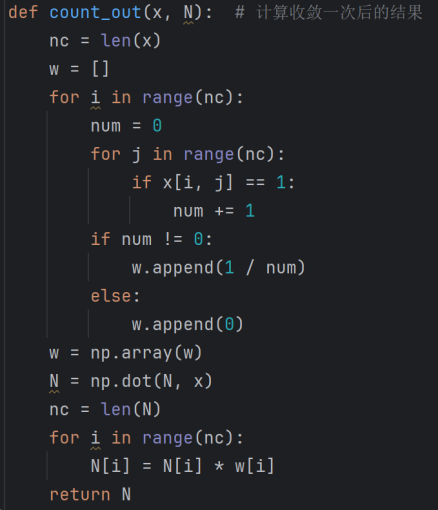 def count_out(x, N):  # 计算收敛一次后的结果
    nc = len(x)
    w = []
    for i in range(nc):
        num = 0
        for j in range(nc):
            if x[i, j] == 1:
                num += 1
        if num != 0:
            w.append(1 / num)
        else:
            w.append(0)
    w = np.array(w)
    N = np.dot(N, x)
    nc = len(N)
    for i in range(nc):
        N[i] = N[i] * w[i]
    return N